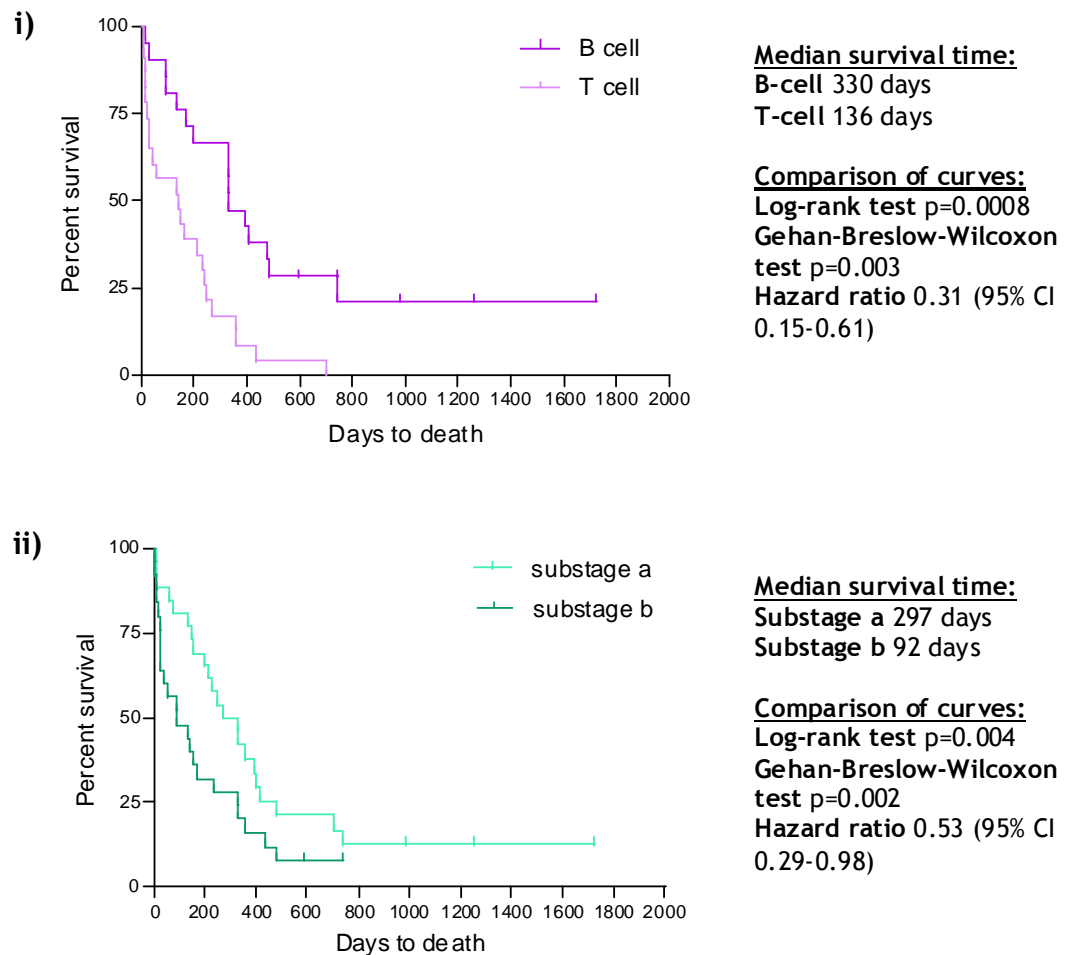 i)
100
75
50
25
0
Percent survival
0 200 400 600 800 1000 1200 1400 1600 1800 2000
Days to death
B cell
T cell
Median survival time:
B-cell 330 days
T-cell 136 days
Comparison of curves:
Log-rank test p=0.0008
Gehan-Breslow-Wilcoxon
test p=0.003
Hazard ratio 0.31 (95% CI
0.15-0.61)
ii)
100
75
50
25
0
Percent survival
0 200 400 600 800 1000 1200 1400 1600 1800 2000
Days to death
substage a
substage b
Median survival time:
Substage a 297 days
Substage b 92 days
Comparison of curves:
Log-rank test p=0.004
Gehan-Breslow-Wilcoxon
test p=0.002
Hazard ratio 0.53 (95% CI
0.29-0.98)